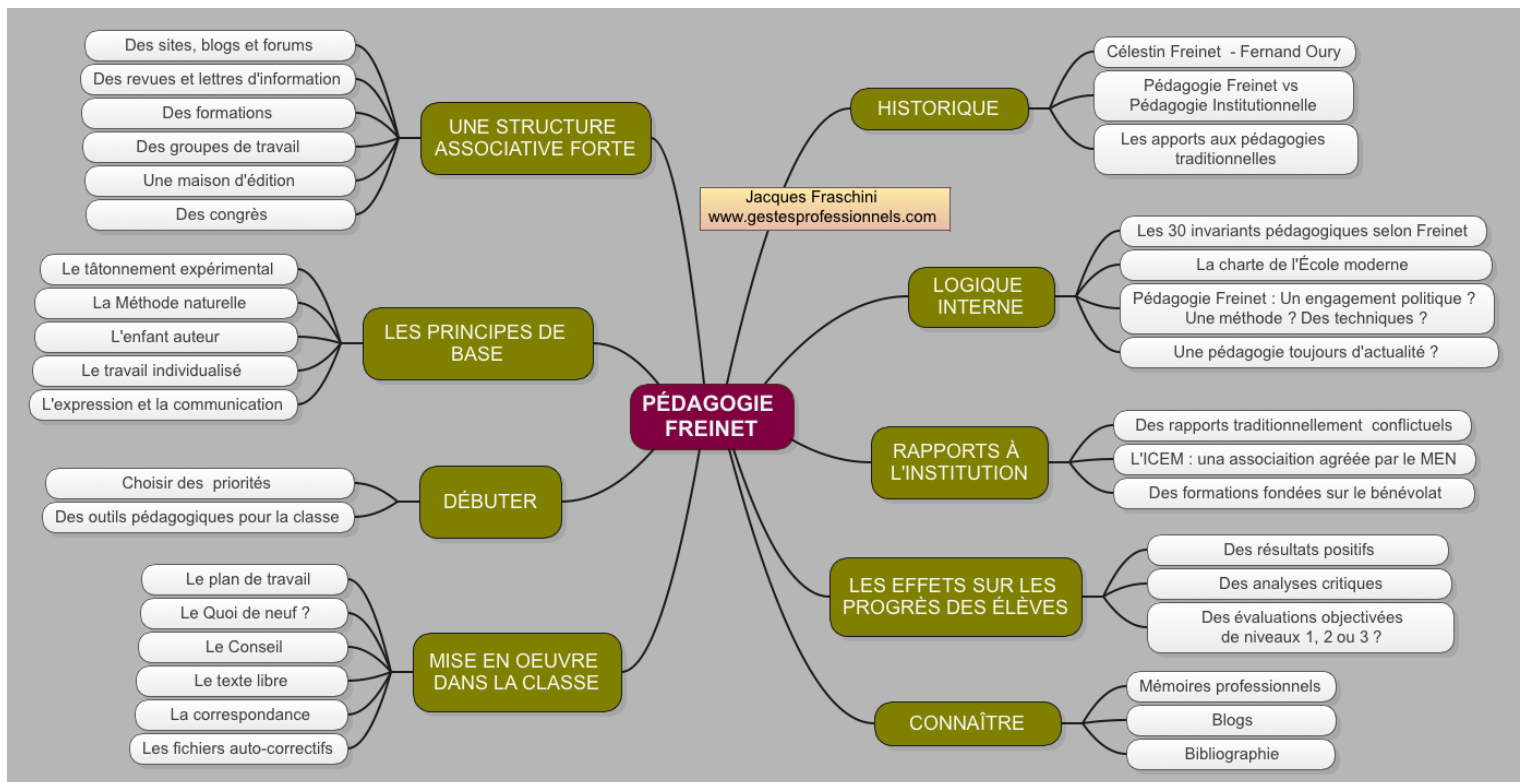 Des sites, blogs et forums
Des revues et lettres d'information
Des formations
Des groupes de travail
Une maison d'édition
Des congrès
UNE STRUCTURE
ASSOCIATIVE FORTE
Le tâtonnement expérimental
La Méthode naturelle
L'enfant auteur
Le travail individualisé
L'expression et la communication
LES PRINCIPES DE
BASE
Choisir des priorités
Des outils pédagogiques pour la classe
DÉBUTER
Le plan de travail
Le Quoi de neuf ?
Le Conseil
Le texte libre
La correspondance
Les fichiers auto-correctifs
MISE EN OEUVRE
DANS LA CLASSE
PÉDAGOGIE
FREINET
Jacques Fraschini
www.gestesprofessionnels.com
HISTORIQUE
Célestin Freinet - Fernand Oury
Pédagogie Freinet vs
Pédagogie Institutionnelle
Les apports aux pédagogies
traditionnelles
LOGIQUE
INTERNE
Les 30 invariants pédagogiques selon Freinet
La charte de l'École moderne
Pédagogie Freinet : Un engagement politique ?
Une méthode ? Des techniques ?
Une pédagogie toujours d'actualité ?
RAPPORTS À
L'INSTITUTION
Des rapports traditionnellement conflictuels
L'ICEM : una associaition agréée par le MEN
Des formations fondées sur le bénévolat
LES EFFETS SUR LES
PROGRÈS DES ÉLÈVES
Des résultats positifs
Des analyses critiques
Des évaluations objectivées
de niveaux 1, 2 ou 3 ?
CONNAÎTRE
Mémoires professionnels
Blogs
Bibliographie